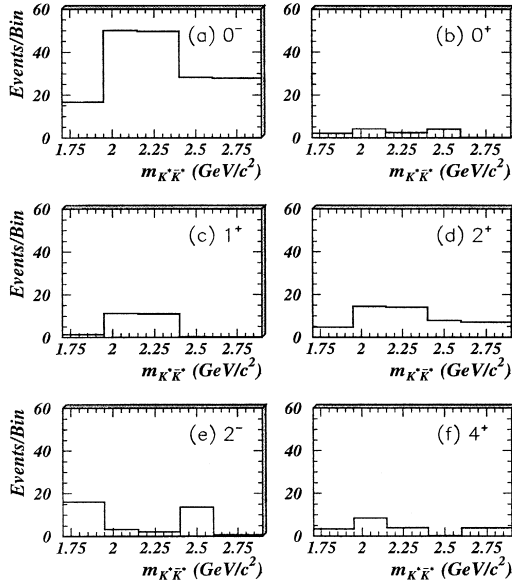 Events/Bin
60
40
20
0
(a) 0⁻
1.75 2 2.25 2.5 2.75
m_{K*K̄*} (GeV/c²)
60
40
20
0
(b) 0⁺
1.75 2 2.25 2.5 2.75
m_{K*K̄*} (GeV/c²)
Events/Bin
60
40
20
0
(c) 1⁺
1.75 2 2.25 2.5 2.75
m_{K*K̄*} (GeV/c²)
60
40
20
0
(d) 2⁺
1.75 2 2.25 2.5 2.75
m_{K*K̄*} (GeV/c²)
Events/Bin
60
40
20
0
(e) 2⁻
1.75 2 2.25 2.5 2.75
m_{K*K̄*} (GeV/c²)
60
40
20
0
(f) 4⁺
1.75 2 2.25 2.5 2.75
m_{K*K̄*} (GeV/c²)